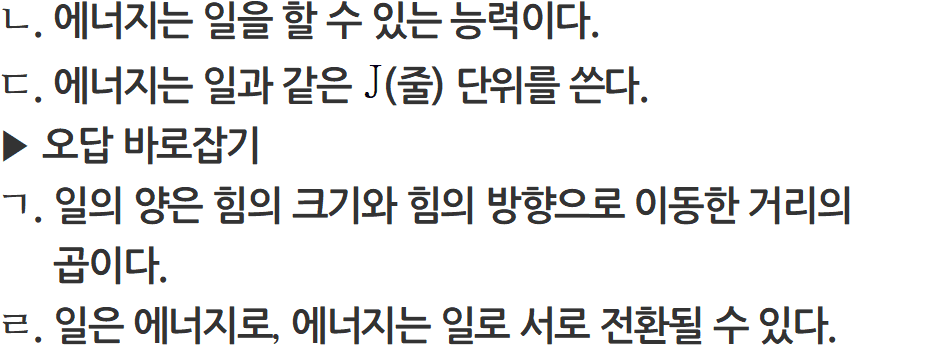 ㄴ. 에너지는 일을 할 수 있는 능력이다.
ㄷ. 에너지는 일과 같은 J(줄) 단위를 쓴다.
▶ 오답 바로잡기
ㄱ. 일의 양은 힘의 크기와 힘의 방향으로 이동한 거리의
곱이다.
ㄹ. 일은 에너지로, 에너지는 일로 서로 전환될 수 있다.